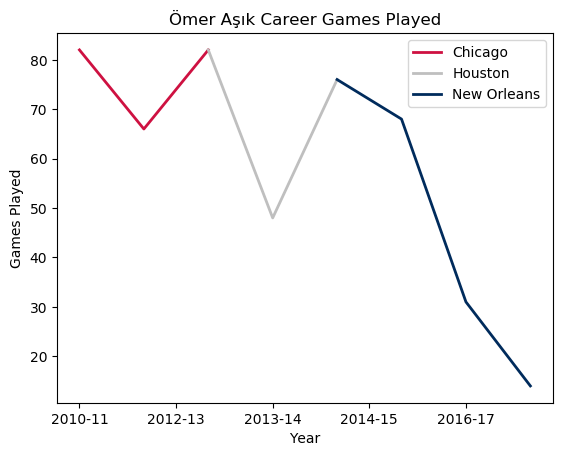 Ömer Aşık Career Games Played
Chicago
Houston
New Orleans
80
70
60
50
40
30
20
Games Played
2010-11 2012-13 2013-14 2014-15 2016-17
Year